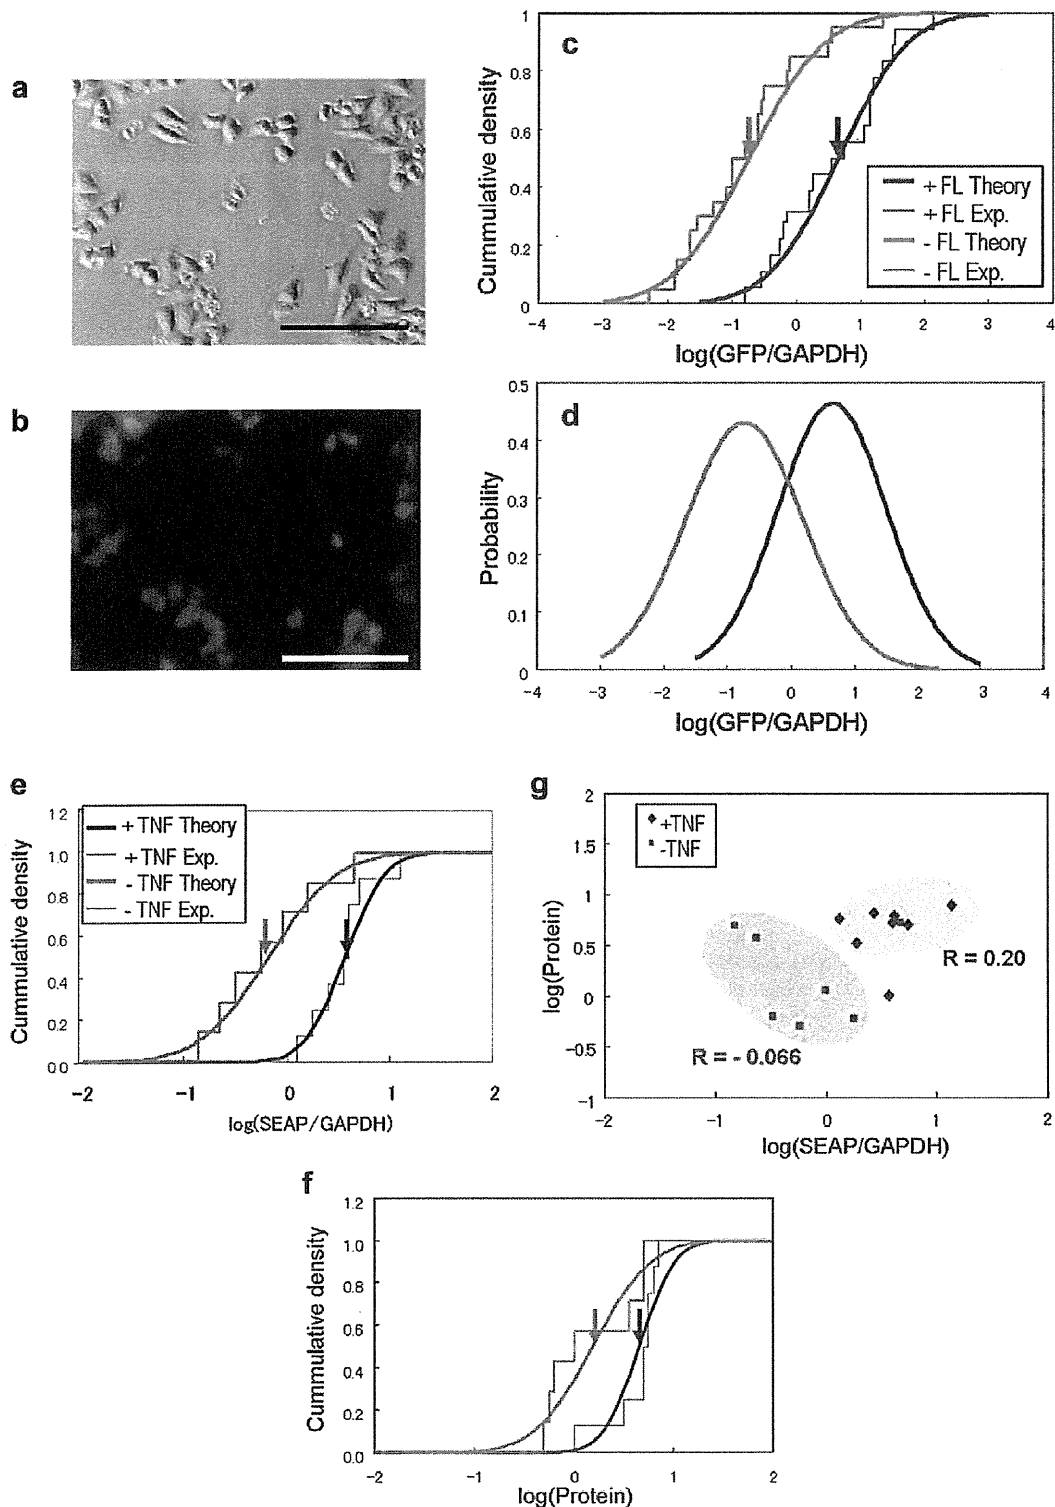 a
b
c
Cummulative density
1
0.8
0.6
0.4
0.2
0
-4 -3 -2 -1 0 1 2 3 4
log(GFP/GAPDH)
+ FL Theory
+ FL Exp.
- FL Theory
- FL Exp.
d
Probability
0.5
0.4
0.3
0.2
0.1
0
-4 -3 -2 -1 0 1 2 3 4
log(GFP/GAPDH)
e
Cummulative density
1.2
1.0
0.8
0.6
0.4
0.2
0.0
-2 -1 0 1 2
log(SEAP/GAPDH)
+ TNF Theory
+ TNF Exp.
- TNF Theory
- TNF Exp.
g
log(Protein)
2
1.5
1
0.5
0
-0.5
-1
-2 -1 0 1 2
log(SEAP/GAPDH)
+TNF
-TNF
R = 0.20
R = - 0.066
f
Cummulative density
1.2
1.0
0.8
0.6
0.4
0.2
0.0
-2 -1 0 1 2
log(Protein)